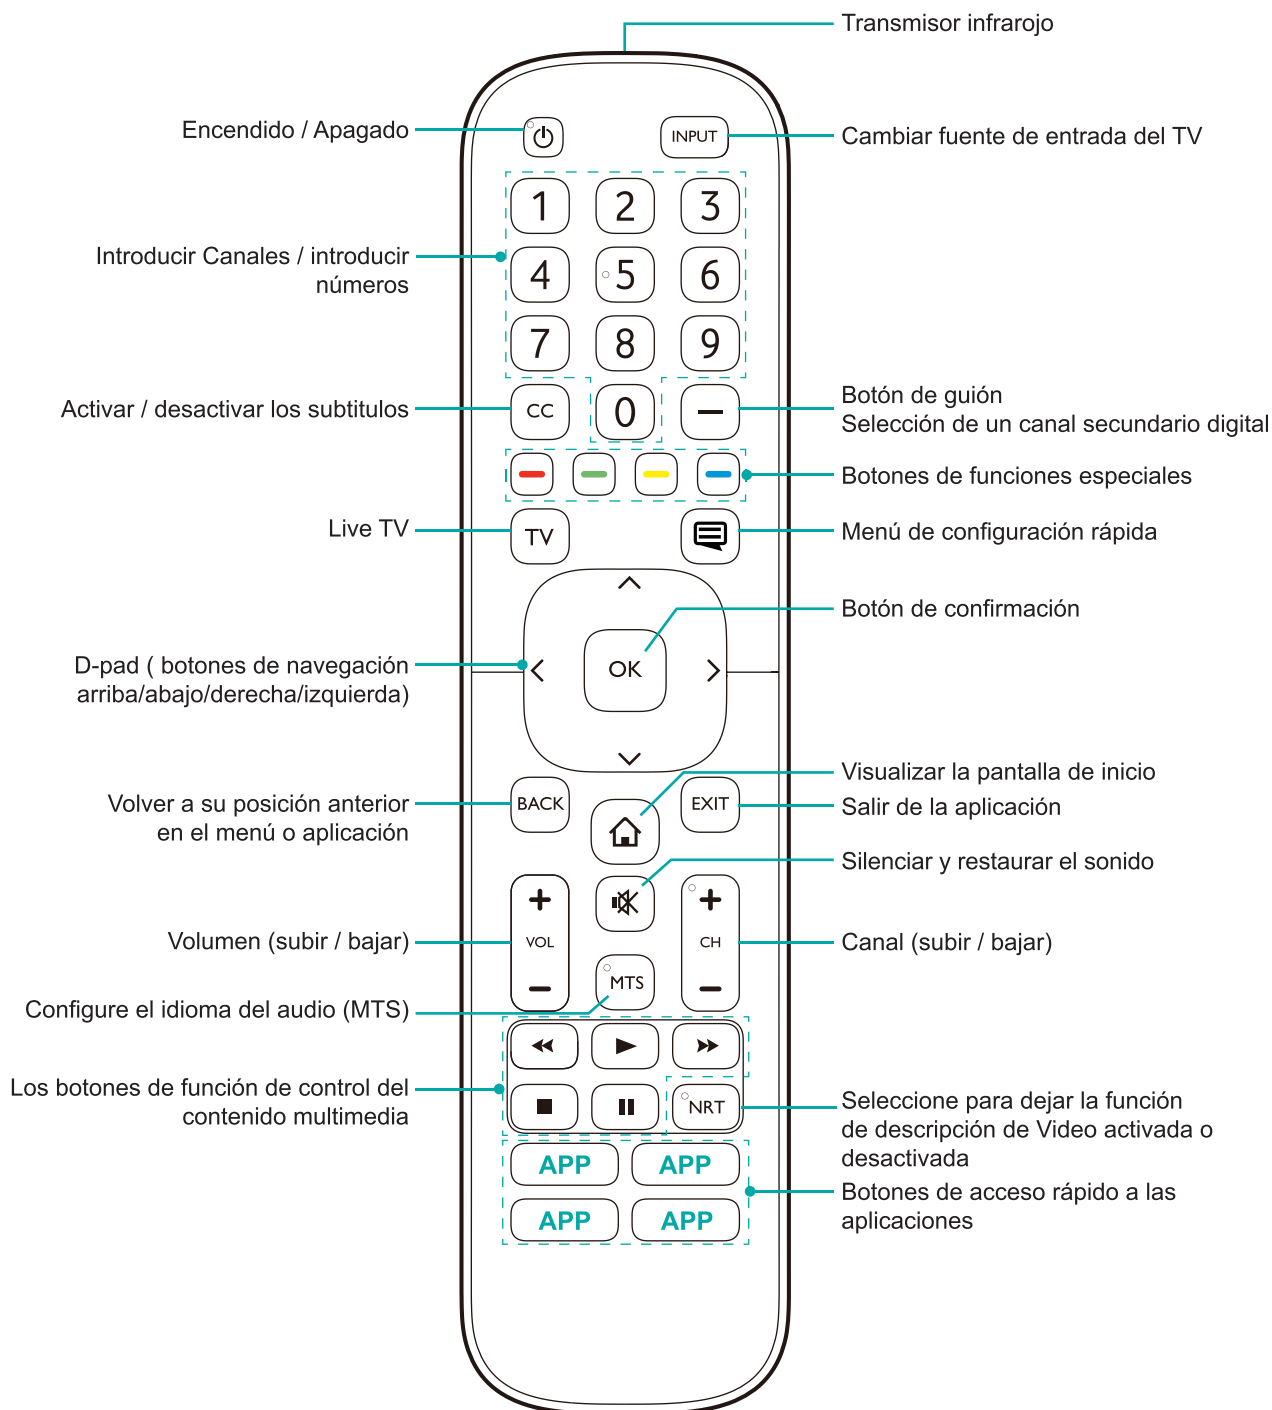 Transmisor infrarojo
Encendido / Apagado
INPUT
Cambiar fuente de entrada del TV
1 2 3
Introducir Canales / introducir
números
4 5 6
7 8 9
Activar / desactivar los subtitulos
CC 0
Botón de guión
Selección de un canal secundario digital
Botones de funciones especiales
Live TV
TV
Menú de configuración rápida
Botón de confirmación
OK
D-pad ( botones de navegación
arriba/abajo/derecha/izquierda)
Visualizar la pantalla de inicio
Volver a su posición anterior
en el menú o aplicación
BACK
EXIT
Salir de la aplicación
Silenciar y restaurar el sonido
Volumen (subir / bajar)
VOL
CH
Canal (subir / bajar)
Configure el idioma del audio (MTS)
MTS
Los botones de función de control del
contenido multimedia
NRT
Seleccione para dejar la función
de descripción de Video activada o
desactivada
APP APP
Botones de acceso rápido a las
aplicaciones
APP APP